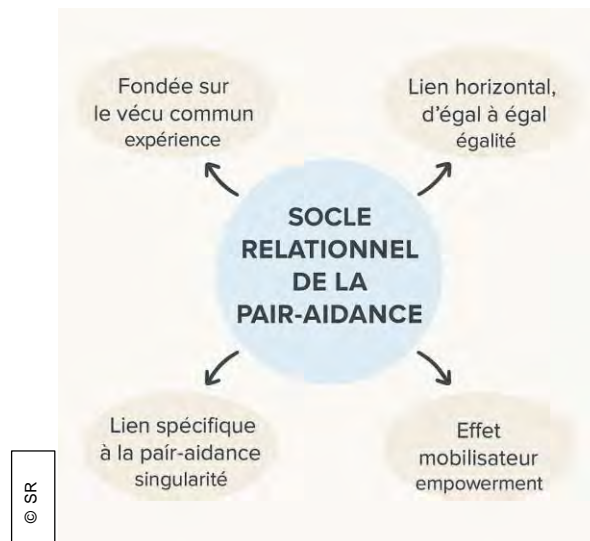 Fondée sur
le vécu commun
expérience
Lien horizontal,
d'égal à égal
égalité
SOCLE
RELATIONNEL
DE LA
PAIR-AIDANCE
Lien spécifique
à la païr-aidance
singularité
Effet
mobilisateur
empowerment
© SR